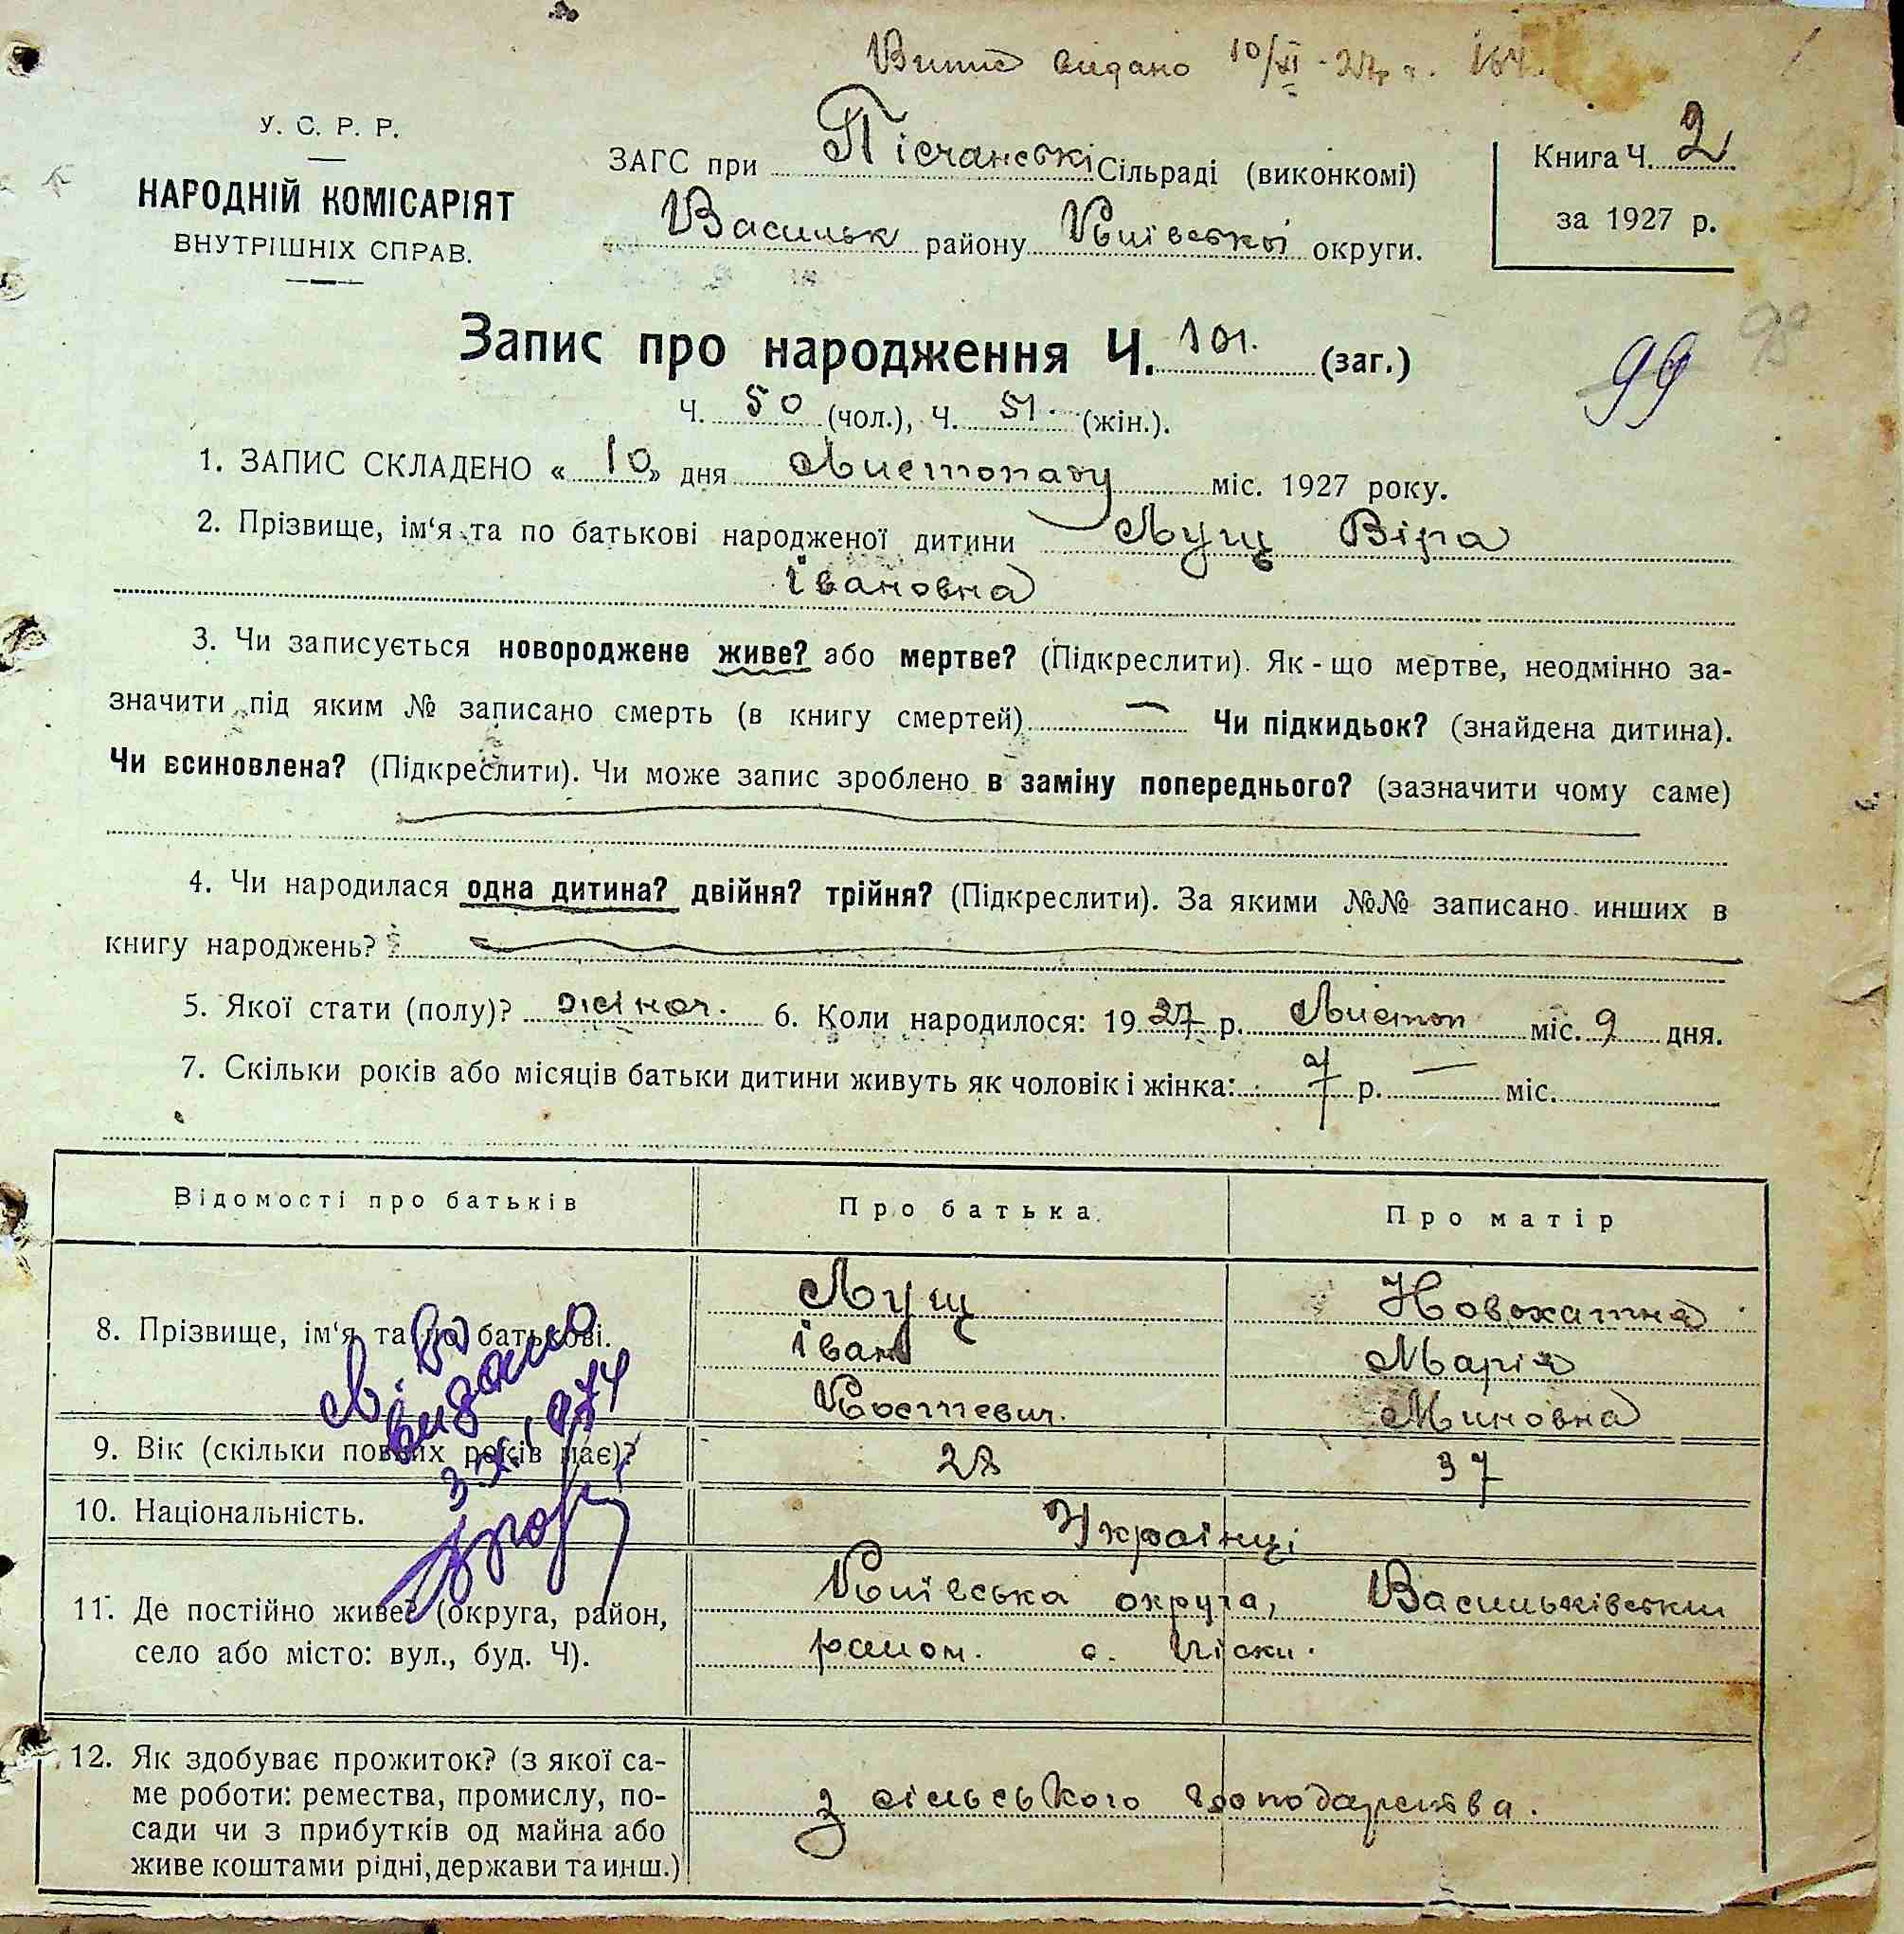 Витяг видано 10/XI - 27 р.
У. С. Р. Р.
НАРОДНІЙ КОМІСАРІЯТ
ВНУТРІШНІХ СПРАВ.
ЗАГС при Пісчанські Сільраді (виконкомі)
Васильк району Київської округи.
Книга Ч. 2
за 1927 р.
Запис про народження Ч. 101. (заг.)
99
98
Ч. 50 (чол.), Ч. 51. (жін.).
1. ЗАПИС СКЛАДЕНО « 10 » дня Листопаду міс. 1927 року.
2. Прізвище, ім‘я та по батькові народженої дитини Лущ Віра
Івановна
3. Чи записується новороджене живе? або мертве? (Підкреслити). Як - що мертве, неодмінно за-
значити під яким № записано смерть (в книгу смертей) — Чи підкидьок? (знайдена дитина).
Чи всиновлена? (Підкреслити). Чи може запис зроблено в заміну попереднього? (зазначити чому саме)
4. Чи народилася одна дитина? двійня? трійня? (Підкреслити). За якими №№ записано инших в
книгу народжень?
5. Якої стати (полу)? жіноч. 6. Коли народилося: 19 27 р. Листоп міс. 9 дня.
7. Скільки років або місяців батьки дитини живуть як чоловік і жінка: 7 р. — міс.
Відомості про батьків Про батька Про матір
8. Прізвище, ім‘я та по батькові.
Лущ Новохатна
Іван Марія
Костевич. Миновна
видано
9. Вік (скільки повних років має)? 28 37
10. Національність. Українці
11. Де постійно живе? (округа, район,
село або місто: вул., буд. Ч).
Київська округа, Васильківський
район. с. Піски.
12. Як здобуває прожиток? (з якої са-
ме роботи: ремества, промислу, по-
сади чи з прибутків од майна або
живе коштами рідні, держави та инш.)
з сільського господарства.